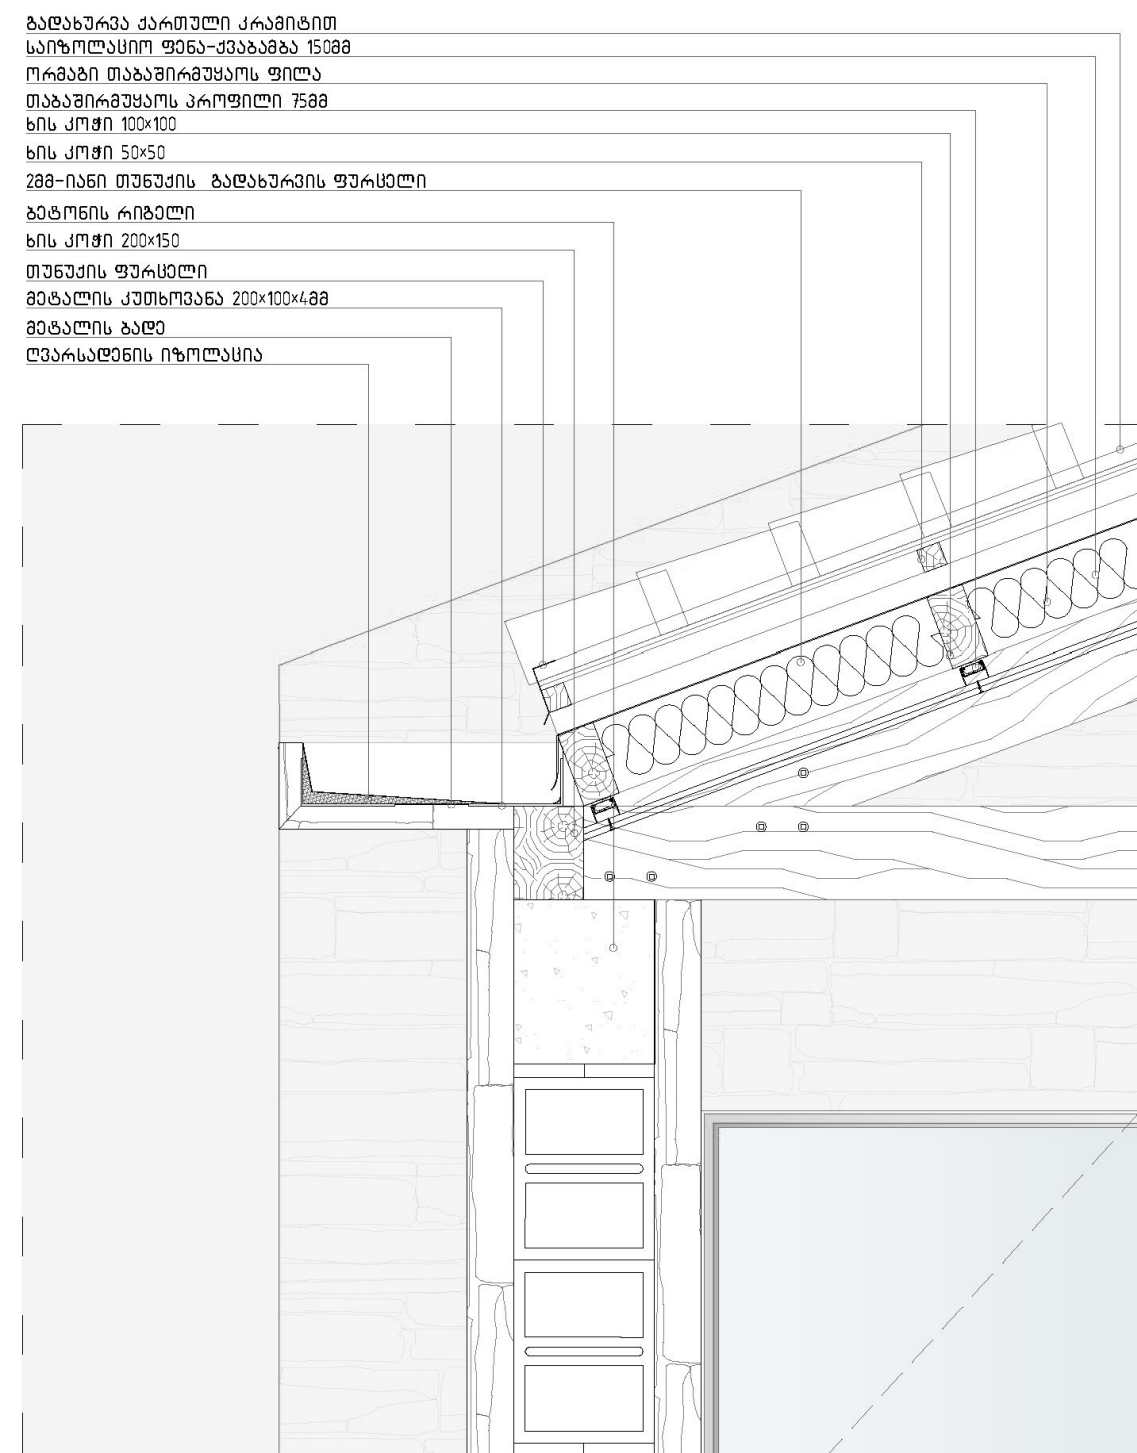 გადახურვა ქართული კრამიტით
საიზოლაციო ფენა-ქვაბამბა 150მმ
ორმაგი თაბაშირმუყაოს ფილა
თაბაშირმუყაოს პროფილი 75მმ
ხის კოჭი 100×100
ხის კოჭი 50×50
2მმ-იანი თუნუქის გადახურვის ფურცელი
ბეტონის რიგელი
ხის კოჭი 200×150
თუნუქის ფურცელი
მეტალის კუთხოვანა 200×100×4მმ
მეტალის ბადე
ღვარსადენის იზოლაცია